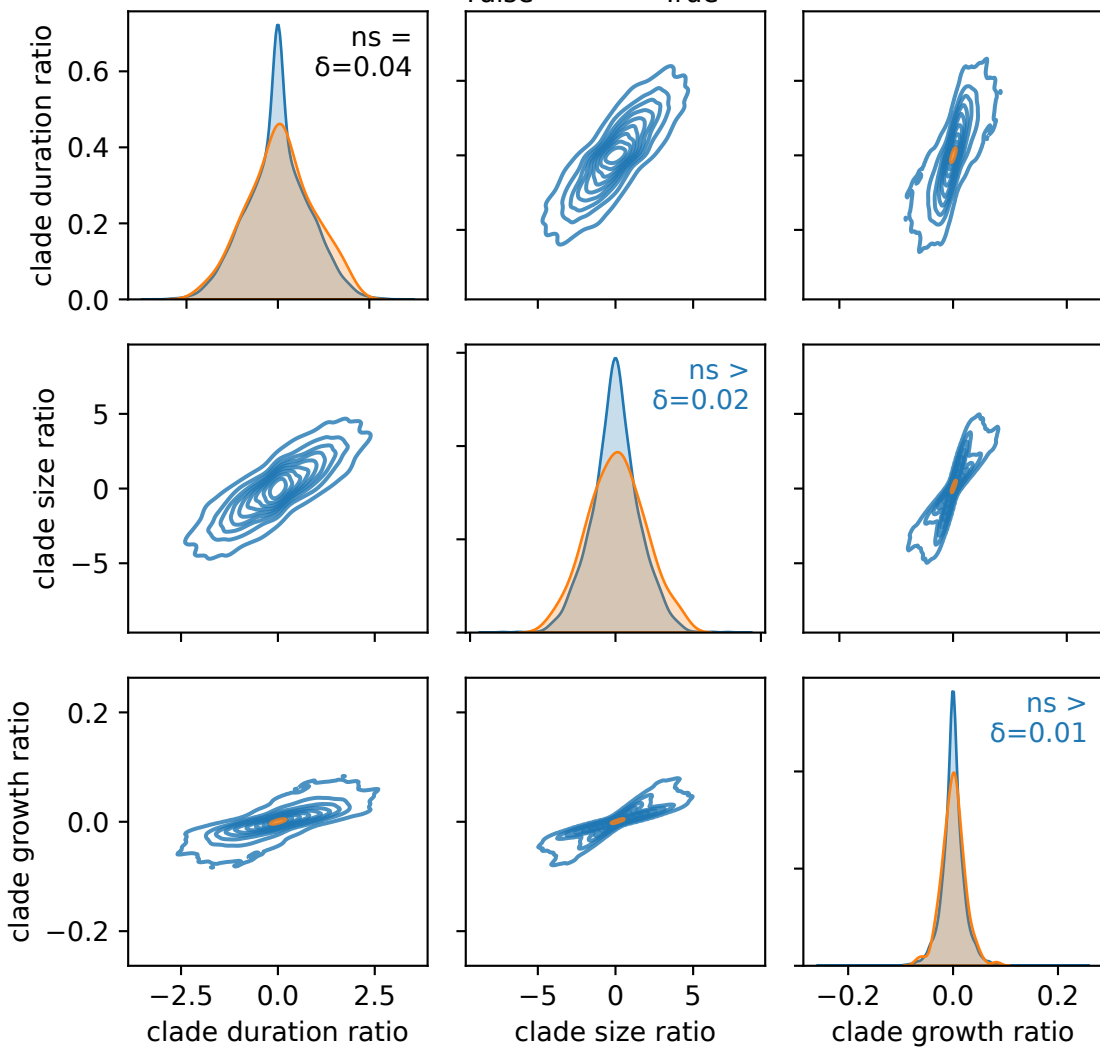 clade duration ratio
0.6
0.4
0.2
0.0
ns =
δ=0.04
clade size ratio
5
0
−5
ns >
δ=0.02
clade growth ratio
0.2
0.0
−0.2
ns >
δ=0.01
−2.5 0.0 2.5
−5 0 5
−0.2 0.0 0.2
clade duration ratio
clade size ratio
clade growth ratio